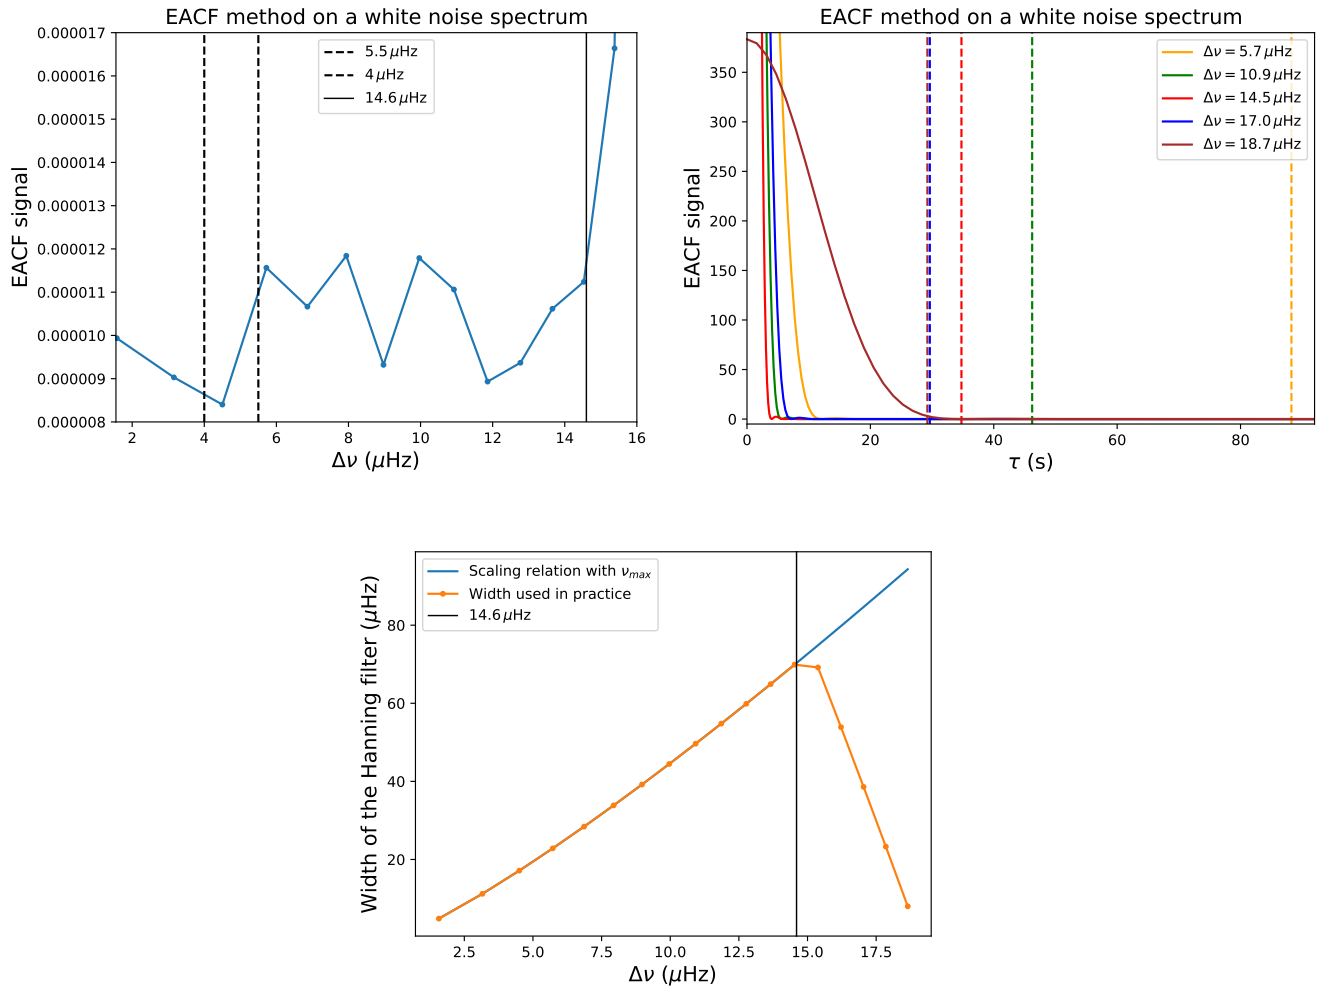 EACF method on a white noise spectrum
0.000017
0.000016
0.000015
0.000014
0.000013
0.000012
0.000011
0.000010
0.000009
0.000008
EACF signal
5.5 μHz
4 μHz
14.6 μHz
2 4 6 8 10 12 14 16
Δν (μHz)
EACF method on a white noise spectrum
350
300
250
200
150
100
50
0
EACF signal
Δν = 5.7 μHz
Δν = 10.9 μHz
Δν = 14.5 μHz
Δν = 17.0 μHz
Δν = 18.7 μHz
0 20 40 60 80
τ (s)
Width of the Hanning filter (μHz)
80
60
40
20
Scaling relation with νmax
Width used in practice
14.6 μHz
2.5 5.0 7.5 10.0 12.5 15.0 17.5
Δν (μHz)